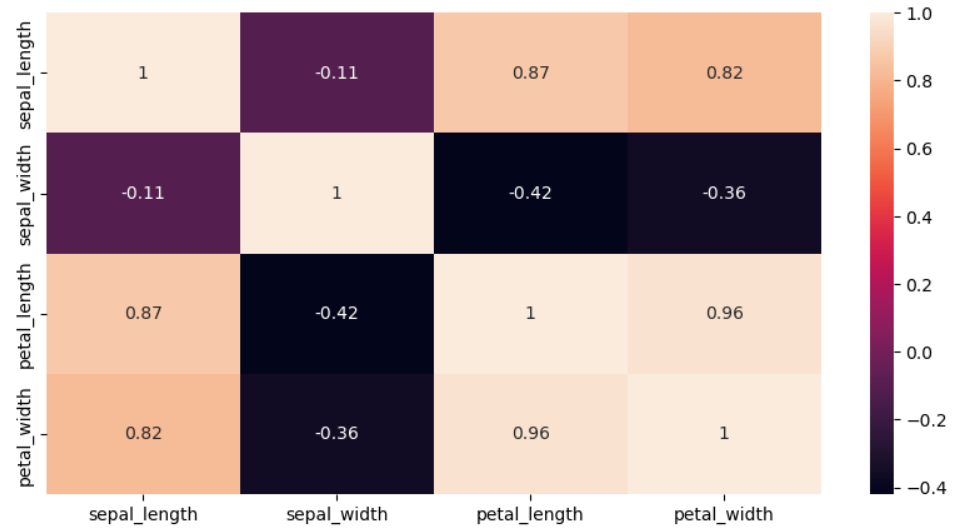 1.0
sepal_length 1 -0.11 0.87 0.82
0.8
0.6
sepal_width -0.11 1 -0.42 -0.36
0.4
0.2
petal_length 0.87 -0.42 1 0.96
0.0
petal_width 0.82 -0.36 0.96 1
−0.2
−0.4
sepal_length sepal_width petal_length petal_width